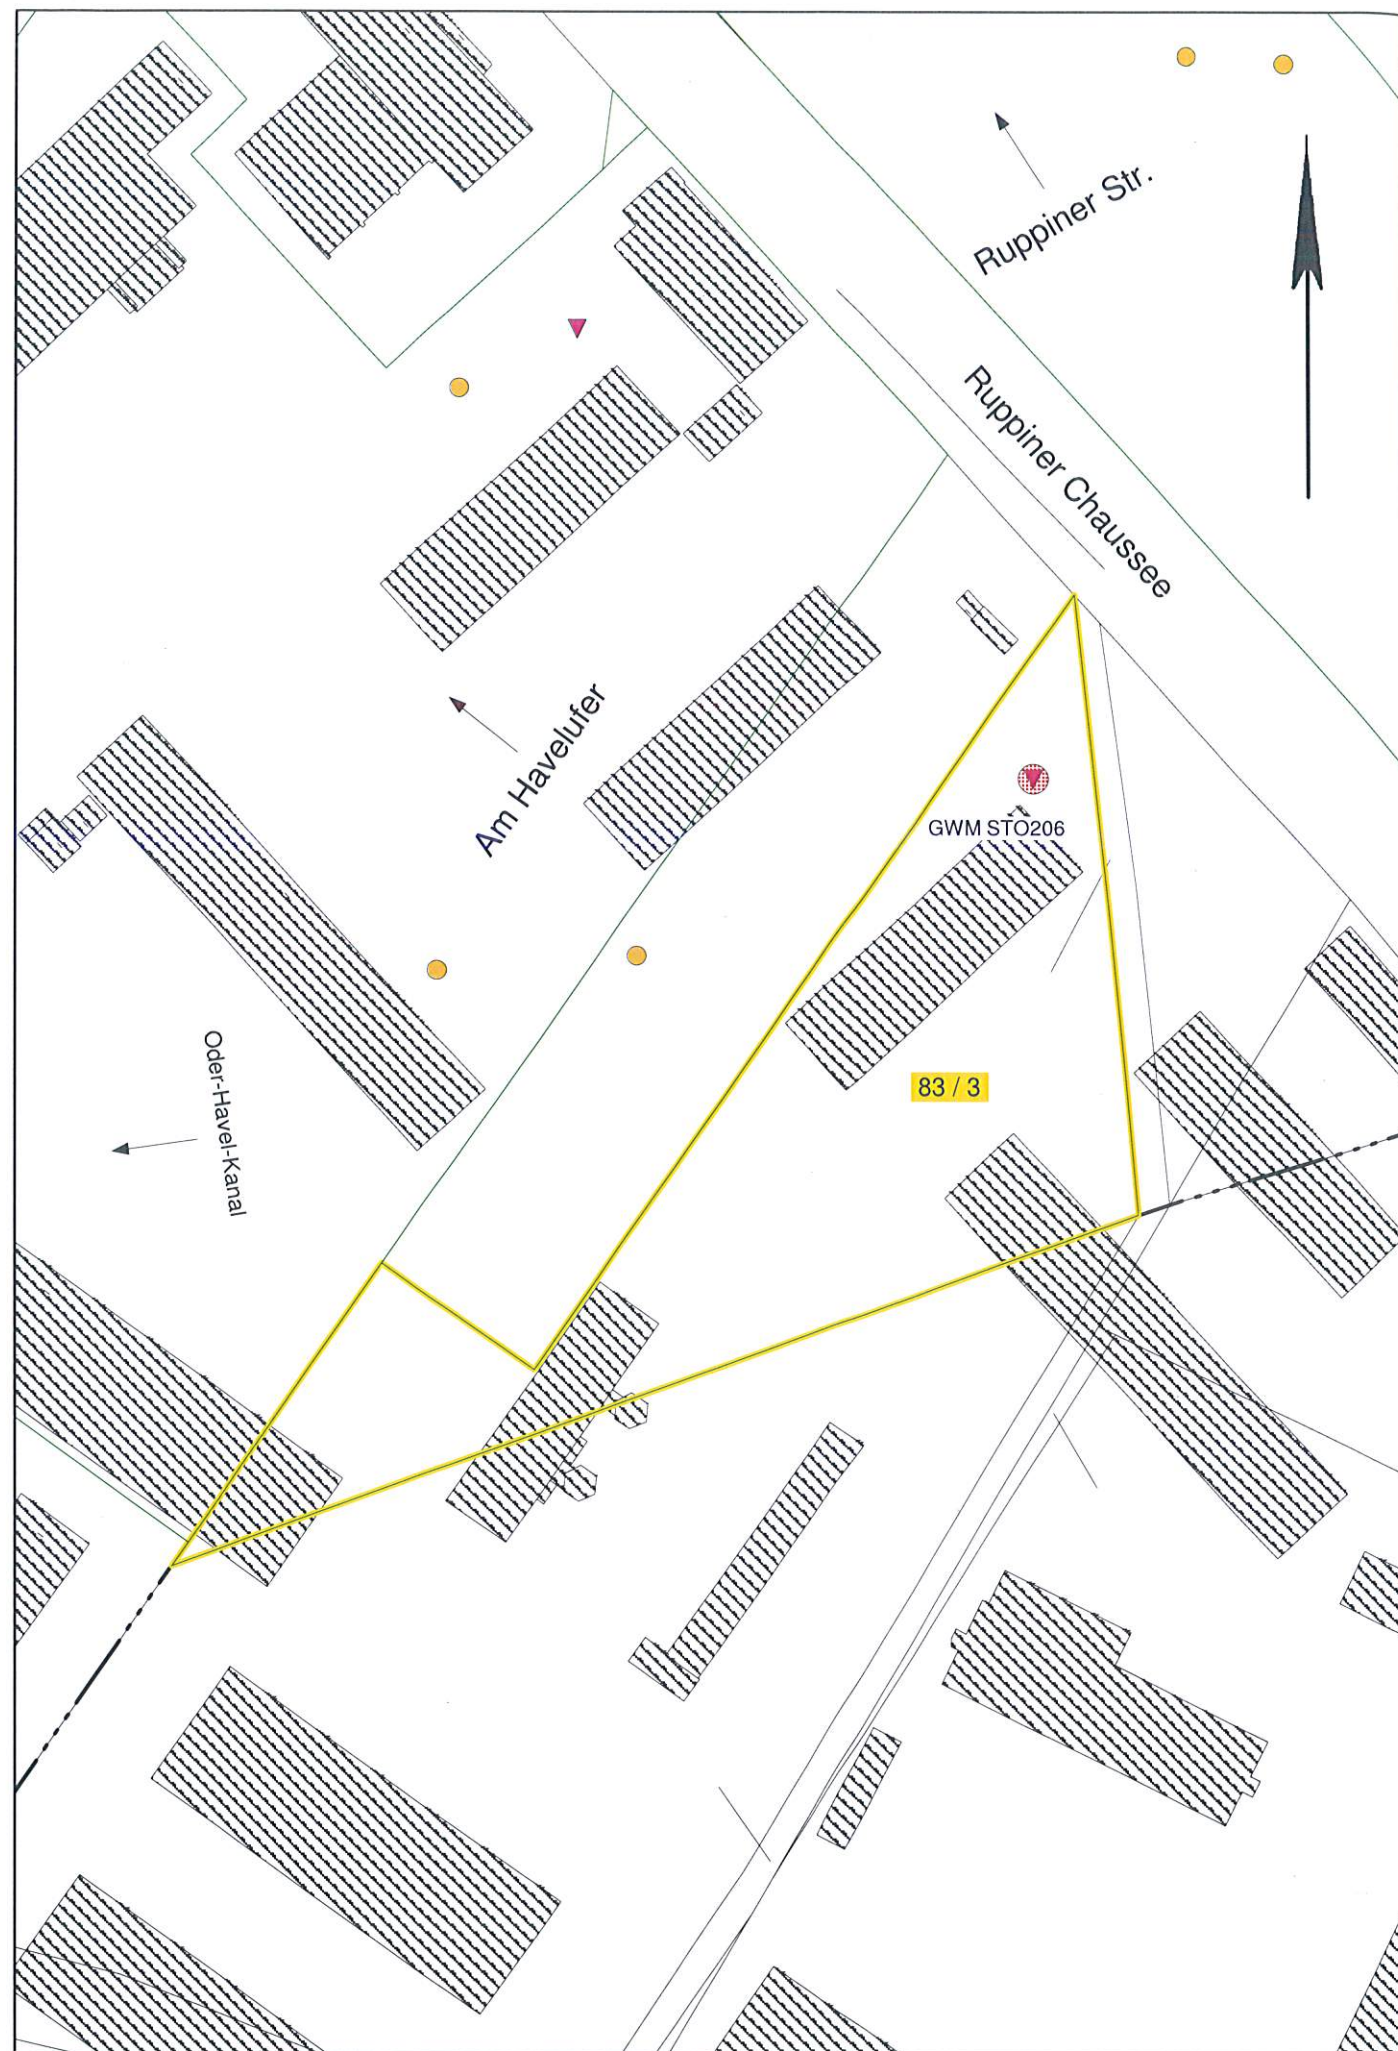 Ruppiner Str.
Ruppiner Chaussee
Am Havelufer
GWM STO206
Oder-Havel-Kanal
83 / 3